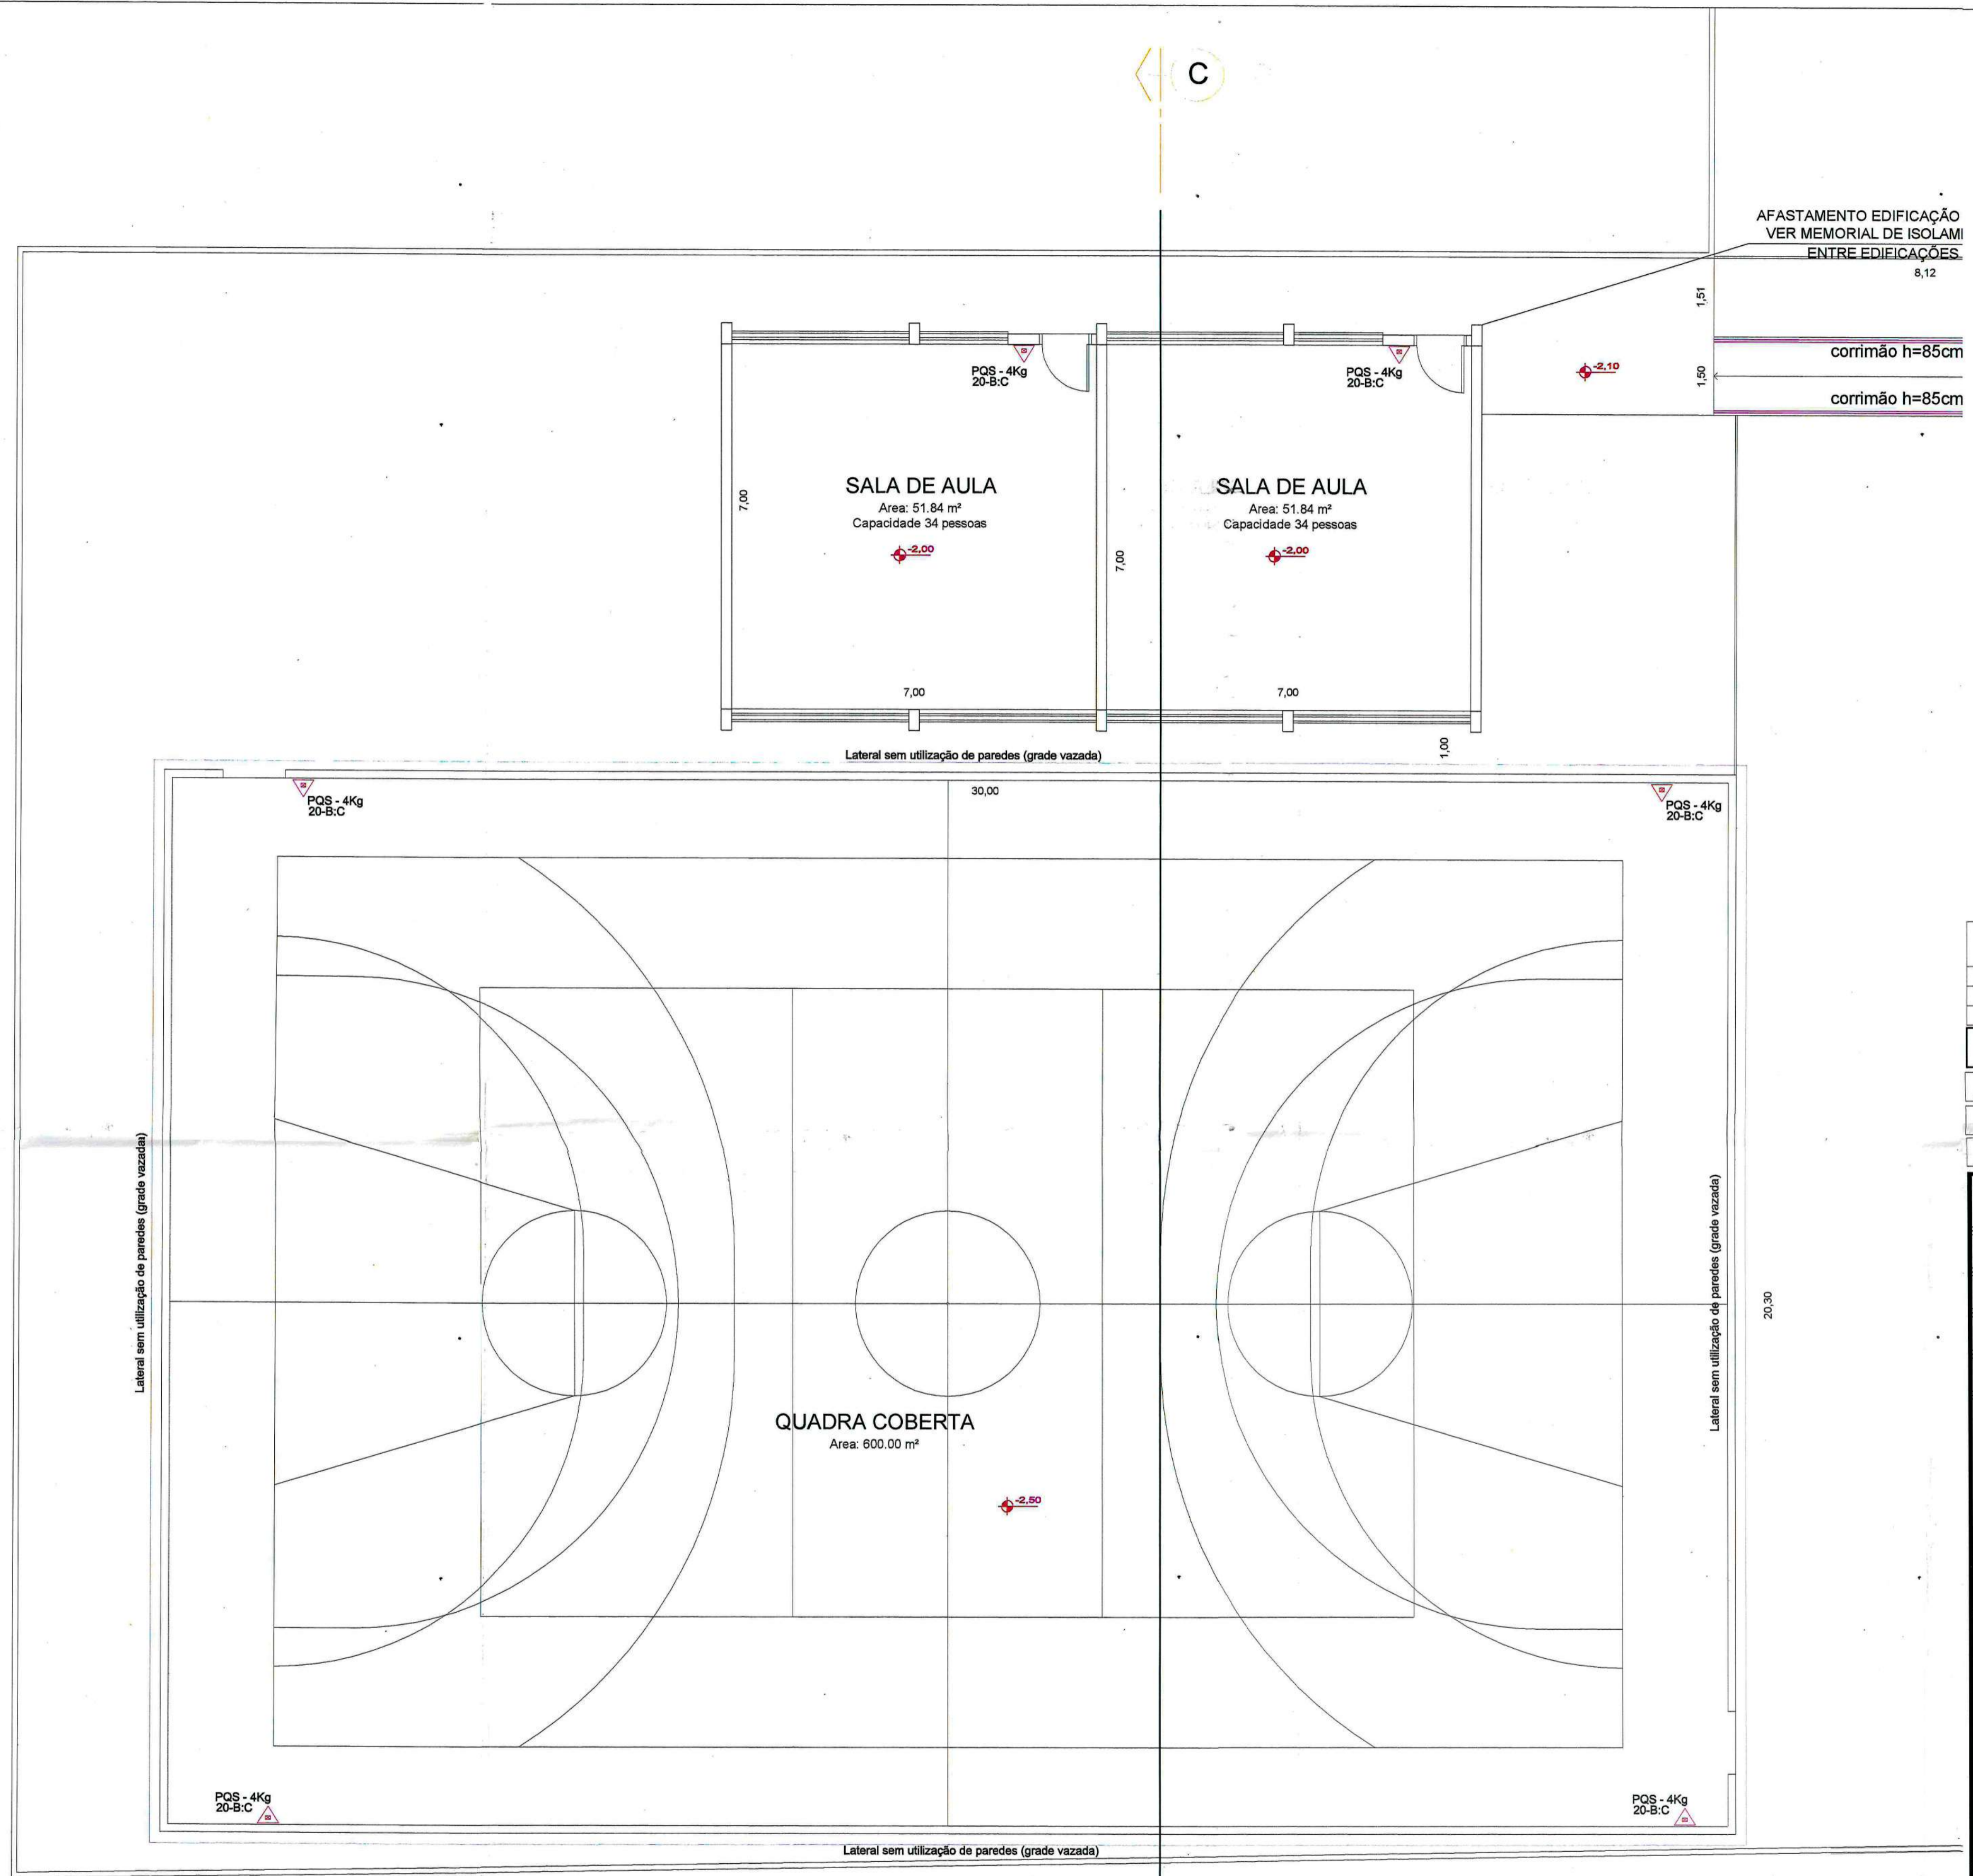 C
AFASTAMENTO EDIFICAÇÃO
VER MEMORIAL DE
ENTRE EDIFICAÇÕES
8,12
1,51
corrimão h=85cm
1,50
corrimão h=85cm
-2,10
PQS - 4Kg
20-B:C
PQS - 4Kg
20-B:C
SALA DE AULA
Area: 51.84 m²
Capacidade 34 pessoas
-2,00
7,00
7,00
SALA DE AULA
Area: 51.84 m²
Capacidade 34 pessoas
-2,00
7,00
7,00
1,00
Lateral sem utilização de paredes (grade vazada)
30,00
PQS - 4Kg
20-B:C
PQS - 4Kg
20-B:C
Lateral sem utilização de paredes (grade vazada)
Lateral sem utilização de paredes (grade vazada)
20,30
QUADRA COBERTA
Area: 600.00 m²
-2,50
PQS - 4Kg
20-B:C
PQS - 4Kg
20-B:C
Lateral sem utilização de paredes (grade vazada)